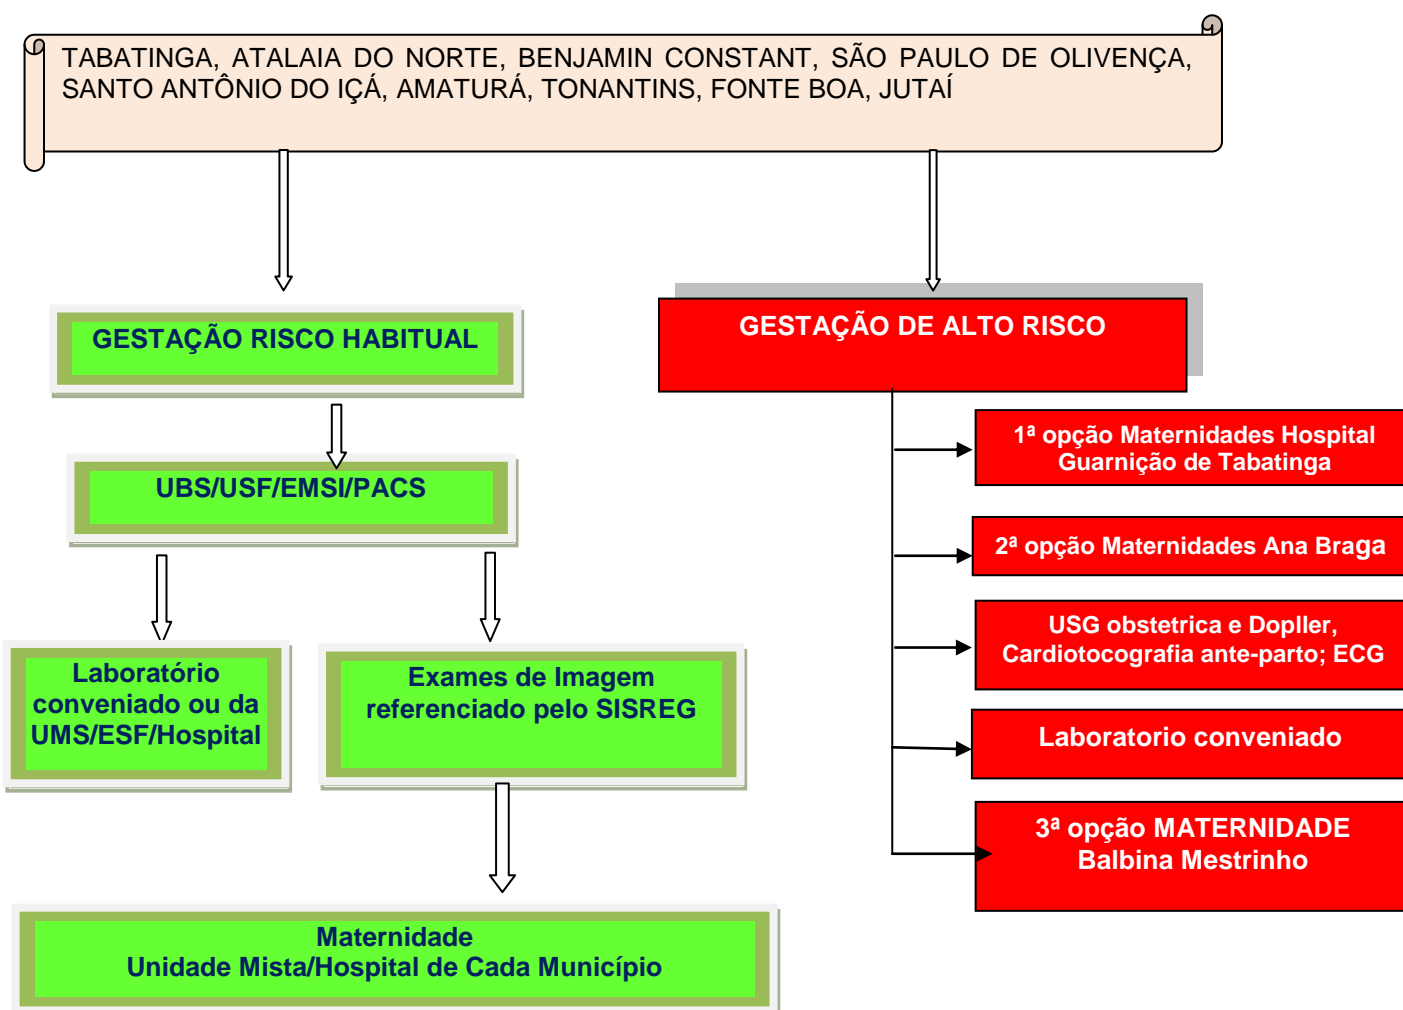 TABATINGA, ATALAIA DO NORTE, BENJAMIN CONSTANT, SÃO PAULO DE OLIVENÇA,
SANTO ANTÔNIO DO IÇÁ, AMATURÁ, TONANTINS, FONTE BOA, JUTAÍ
GESTAÇÃO RISCO HABITUAL
UBS/USF/EMSI/PACS
Laboratório
conveniado ou da
UMS/ESF/Hospital
Exames de Imagem
referenciado pelo SISREG
Maternidade
Unidade Mista/Hospital de Cada Município
GESTAÇÃO DE ALTO RISCO
1ª opção Maternidades Hospital
Guarnição de Tabatinga
2ª opção Maternidades Ana Braga
USG obstetrica e Dopller,
Cardiotocografia ante-parto; ECG
Laboratorio conveniado
3ª opção MATERNIDADE
Balbina Mestrinho